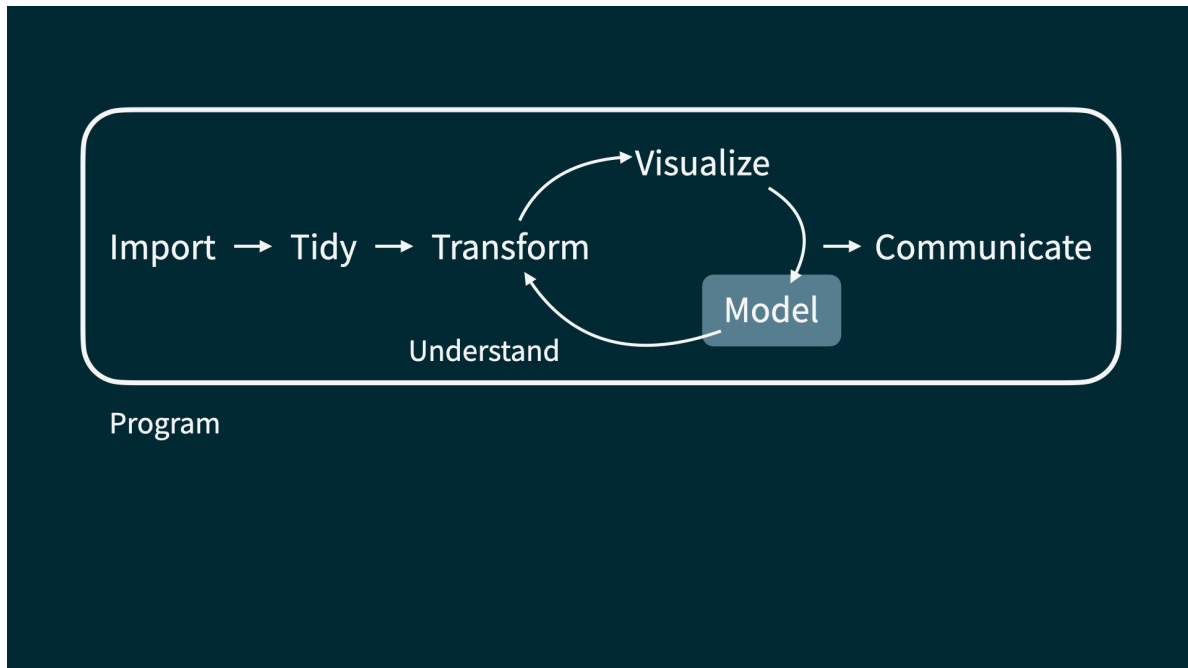 Visualize
Import
Tidy
Transform
Communicate
Model
Understand
Program